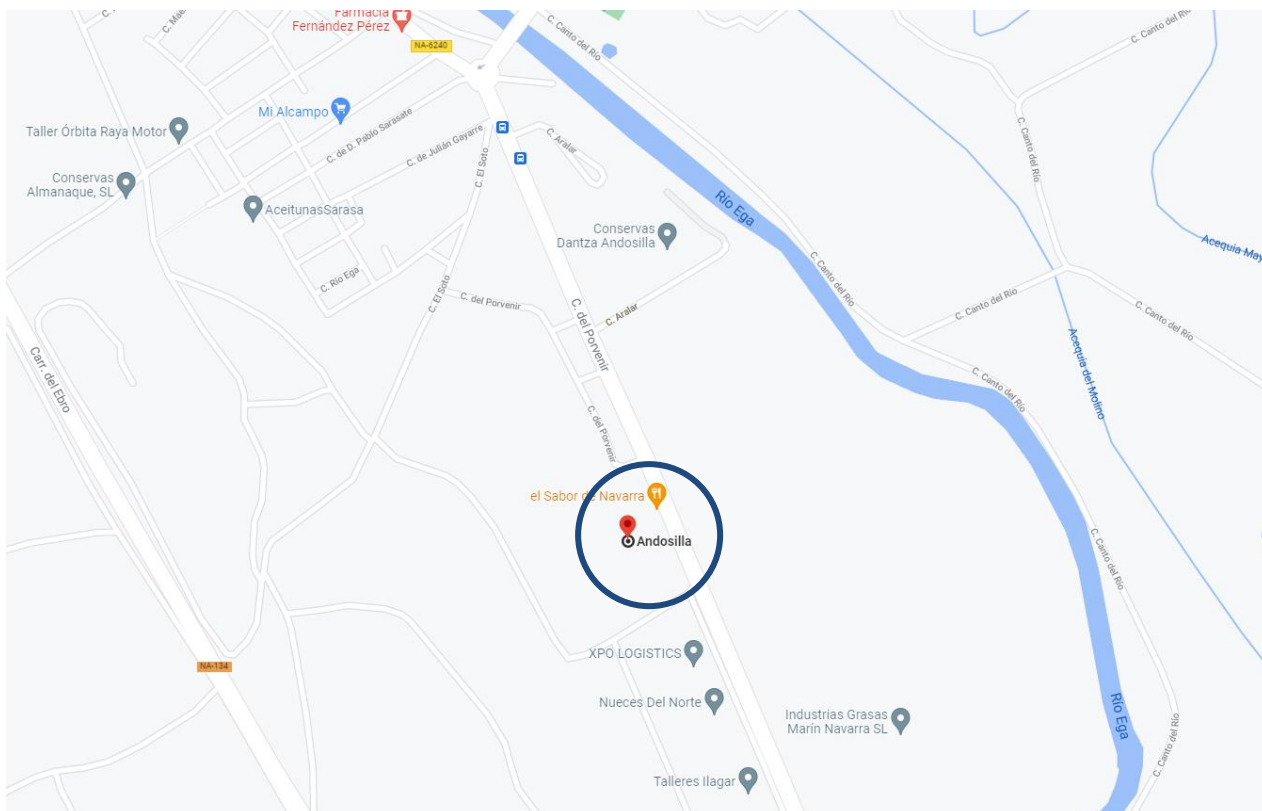 Farmacia
Fernández Pérez
NA-6240
C. Canto del Río
C. Canto del Río
Mi Alcampo
Taller Órbita Raya Motor
C. de D. Pablo Sarasate
C. de Julián Gayarre
C. Aralar
C. El Soto
C. Canto del Río
Conservas
Almanaque, SL
AceitunasSarasa
Río Ega
Conservas
Dantza Andosilla
Acequia May
C. Río Ega
C. El Soto
C. del Porvenir
C. Canto del Río
C. del Porvenir
C. Aralar
C. Canto del Río
C. Canto del Río
Carr. del Ebro
Acequia del Molino
C. Canto del Río
C. del Porvenir
el Sabor de Navarra
Andosilla
C. Canto del Río
XPO LOGISTICS
NA-134
Nueces Del Norte
Industrias Grasas
Marín Navarra SL
Río Ega
C. Canto del Río
Talleres Ilagar